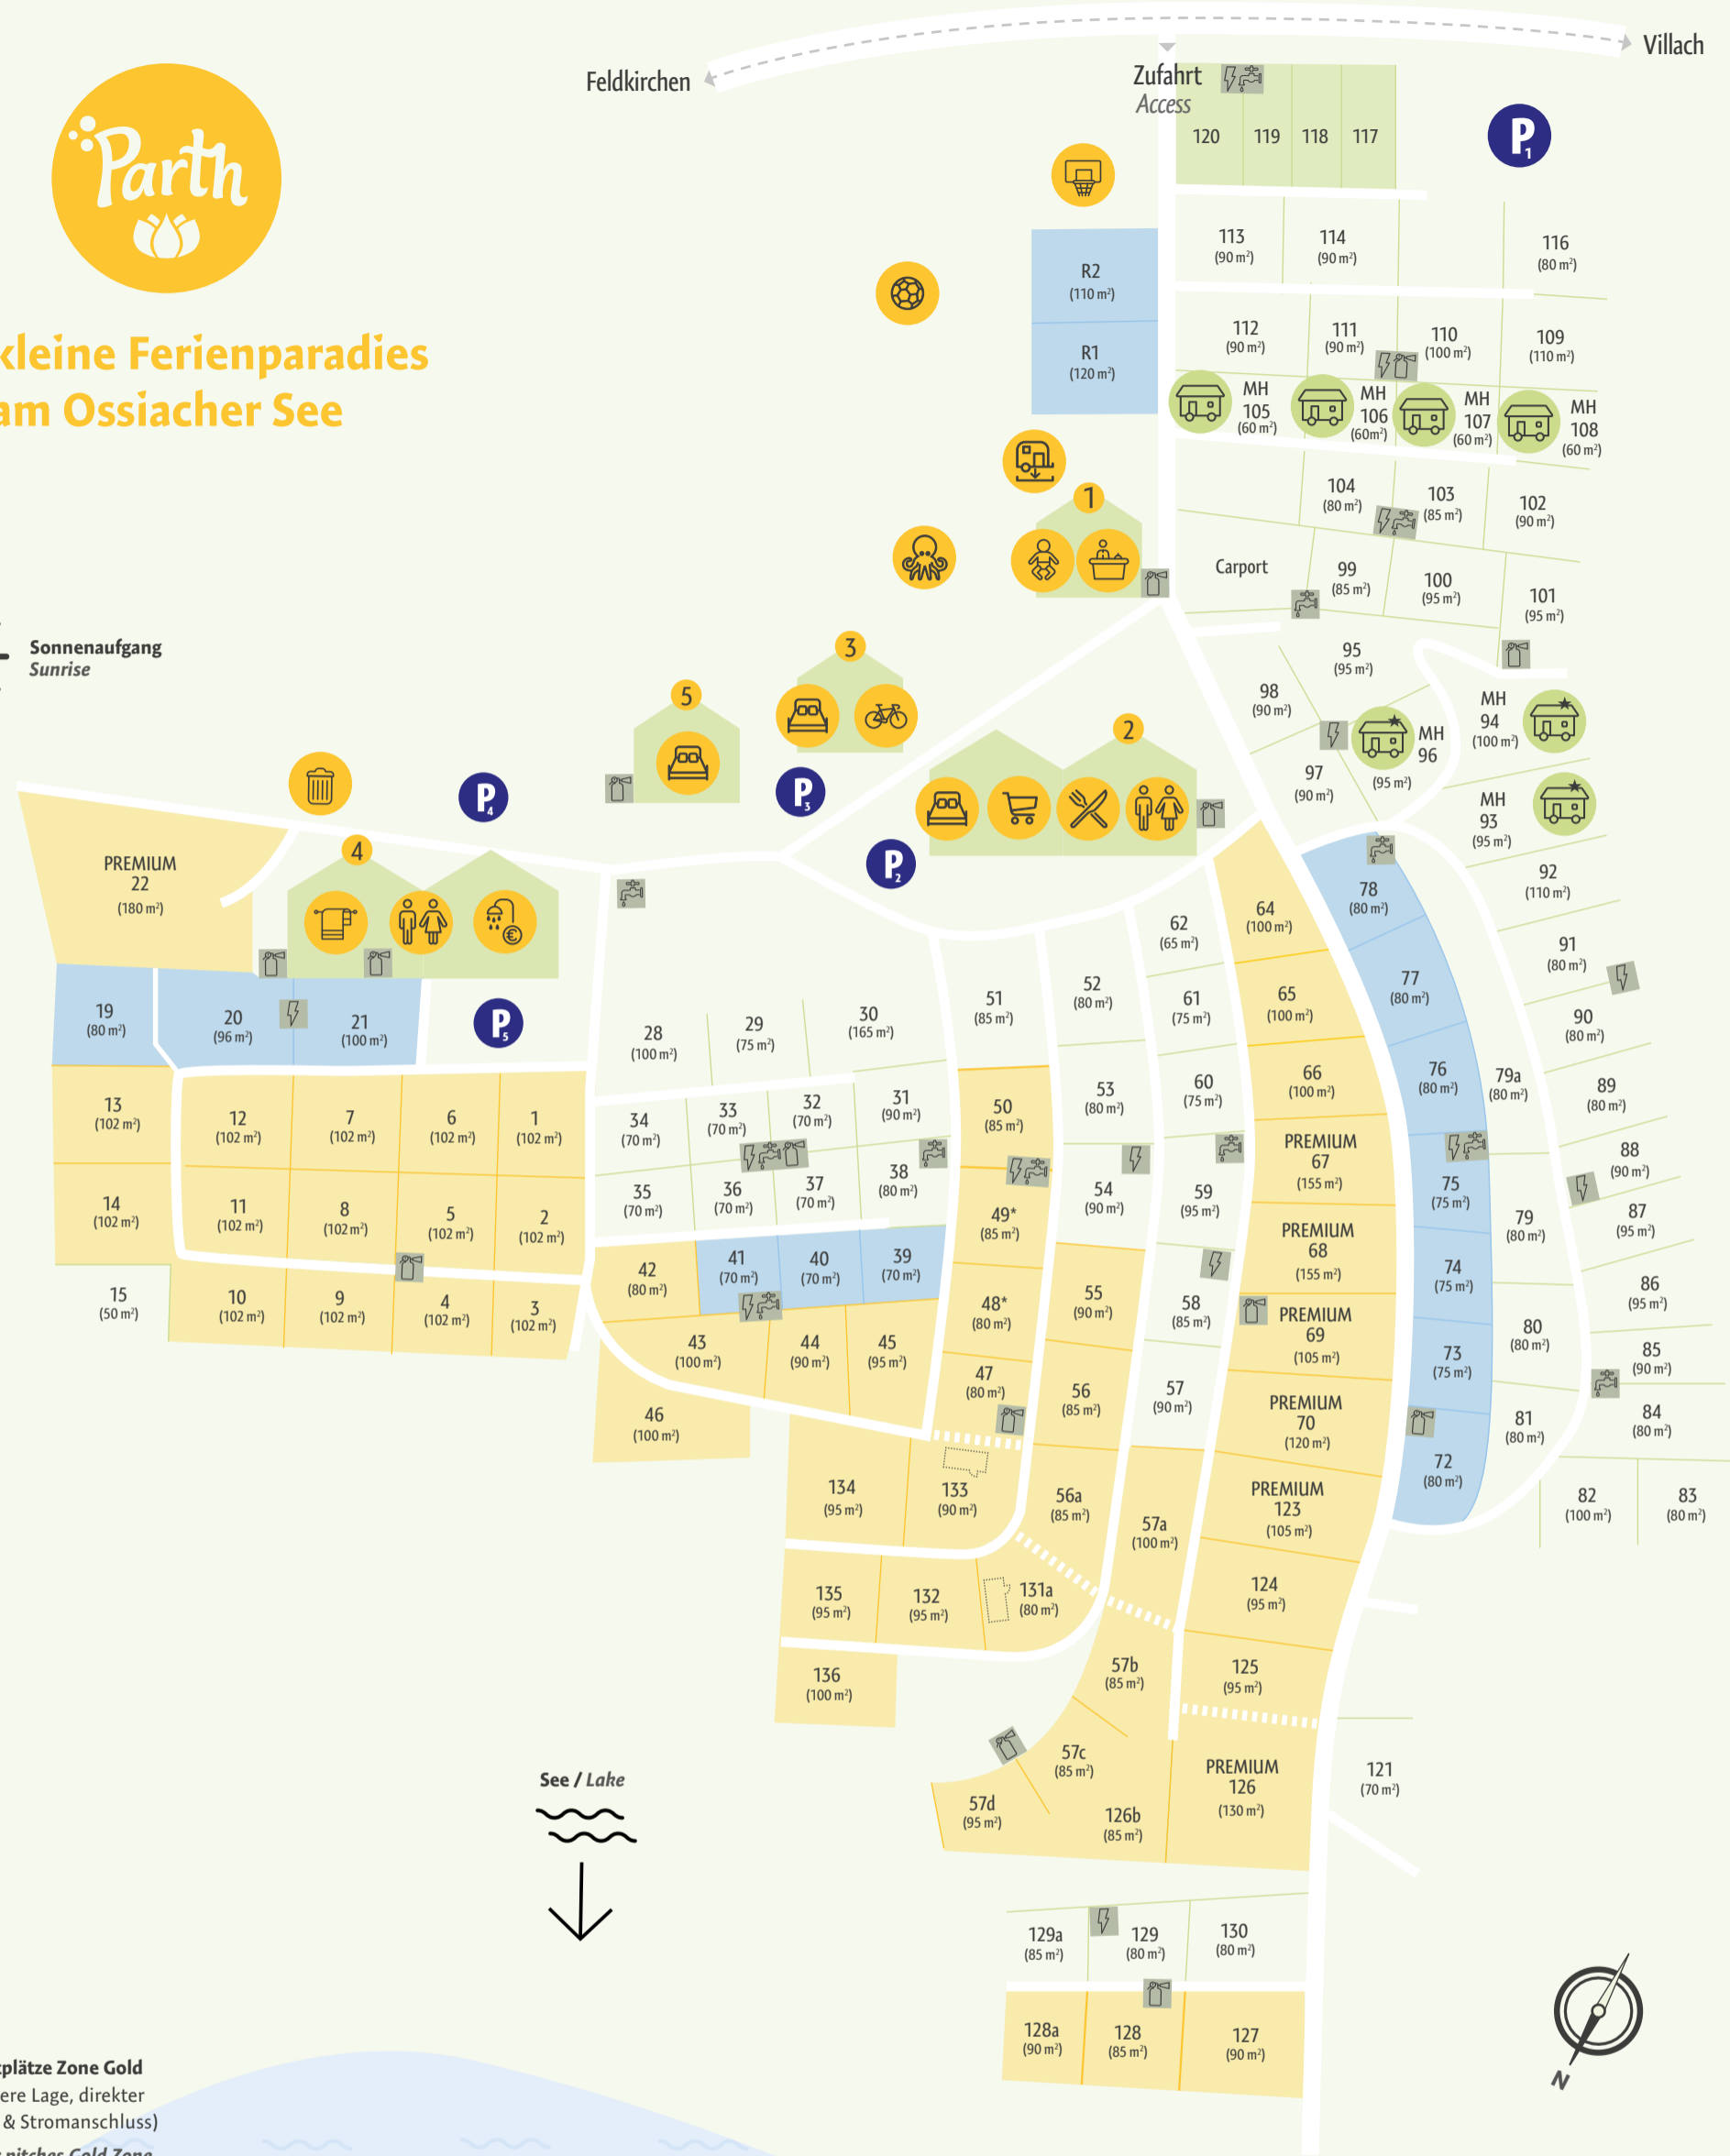 Feldkirchen
Villach
Zufahrt
Access
Parth
kleine Ferienparadies
am Ossiacher See
120
119
118
117
P1
113
(90 m²)
114
(90 m²)
116
(80 m²)
R2
(110 m²)
R1
(120 m²)
112
(90 m²)
111
(90 m²)
110
(100 m²)
109
(110 m²)
MH
105
(60 m²)
MH
106
(60m²)
MH
107
(60 m²)
MH
108
(60 m²)
104
(80 m²)
103
(85 m²)
102
(90 m²)
1
Carport
99
(85 m²)
100
(95 m²)
101
(95 m²)
Sonnenaufgang
Sunrise
3
5
2
95
(95 m²)
98
(90 m²)
MH
94
(100 m²)
MH
96
(95 m²)
97
(90 m²)
MH
93
(95 m²)
92
(110 m²)
P4
P3
P2
4
€
P5
PREMIUM
22
(180 m²)
19
(80 m²)
20
(96 m²)
21
(100 m²)
13
(102 m²)
12
(102 m²)
7
(102 m²)
6
(102 m²)
1
(102 m²)
14
(102 m²)
11
(102 m²)
8
(102 m²)
5
(102 m²)
2
(102 m²)
15
(50 m²)
10
(102 m²)
9
(102 m²)
4
(102 m²)
3
(102 m²)
28
(100 m²)
29
(75 m²)
30
(165 m²)
34
(70 m²)
33
(70 m²)
32
(70 m²)
31
(90 m²)
35
(70 m²)
36
(70 m²)
37
(70 m²)
38
(80 m²)
42
(80 m²)
41
(70 m²)
40
(70 m²)
39
(70 m²)
43
(100 m²)
44
(90 m²)
45
(95 m²)
46
(100 m²)
51
(85 m²)
50
(85 m²)
49*
(85 m²)
48*
(80 m²)
47
(80 m²)
52
(80 m²)
53
(80 m²)
54
(90 m²)
55
(90 m²)
56
(85 m²)
56a
(85 m²)
62
(65 m²)
61
(75 m²)
60
(75 m²)
59
(95 m²)
58
(85 m²)
57
(90 m²)
57a
(100 m²)
64
(100 m²)
65
(100 m²)
66
(100 m²)
PREMIUM
67
(155 m²)
PREMIUM
68
(155 m²)
PREMIUM
69
(105 m²)
PREMIUM
70
(120 m²)
PREMIUM
123
(105 m²)
124
(95 m²)
125
(95 m²)
PREMIUM
126
(130 m²)
78
(80 m²)
77
(80 m²)
76
(80 m²)
75
(75 m²)
74
(75 m²)
73
(75 m²)
72
(80 m²)
79a
(80 m²)
79
(80 m²)
80
(80 m²)
81
(80 m²)
91
(80 m²)
90
(80 m²)
89
(80 m²)
88
(90 m²)
87
(95 m²)
86
(95 m²)
85
(90 m²)
84
(80 m²)
82
(100 m²)
83
(80 m²)
134
(95 m²)
133
(90 m²)
135
(95 m²)
132
(95 m²)
131a
(80 m²)
136
(100 m²)
57b
(85 m²)
57c
(85 m²)
57d
(95 m²)
126b
(85 m²)
121
(70 m²)
See / Lake
129a
(85 m²)
129
(80 m²)
130
(80 m²)
128a
(90 m²)
128
(85 m²)
127
(90 m²)
N
plätze Zone Gold
ere Lage, direkter
& Stromanschluss)
pitches Gold Zone